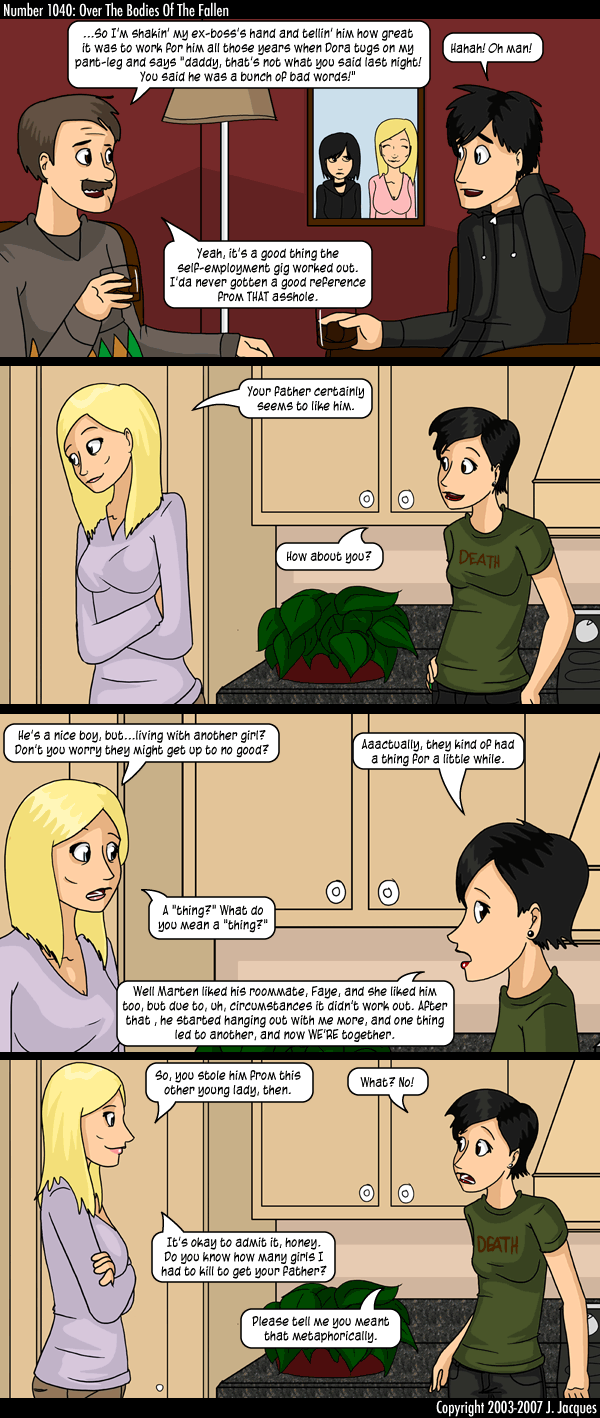 Number 1040: Over The Bodies Of The Fallen
...So I'm shakin' my ex-boss's hand and tellin' him how great
it was to work for him all those years when Dora tugs on my
pant-leg and says "daddy, that's not what you said last night!
You said he was a bunch of bad words!"
Hahah! Oh man!
Yeah, it's a good thing the
self-employment gig worked out.
I'da never gotten a good reference
from THAT asshole.
Your father certainly
seems to like him.
How about you?
DEATH
He's a nice boy, but...living with another girl?
Don't you worry they might get up to no good?
Aaactually, they kind of had
a thing for a little while.
A "thing?" What do
you mean a "thing?"
Well Marten liked his roommate, Faye, and she liked him
too, but due to, uh, circumstances it didn't work out. After
that , he started hanging out with me more, and one thing
led to another, and now WE'RE together.
So, you stole him from this
other young lady, then.
What? No!
It's okay to admit it, honey.
Do you know how many girls I
had to kill to get your father?
DEATH
Please tell me you meant
that metaphorically.
Copyright 2003-2007 J. Jacques